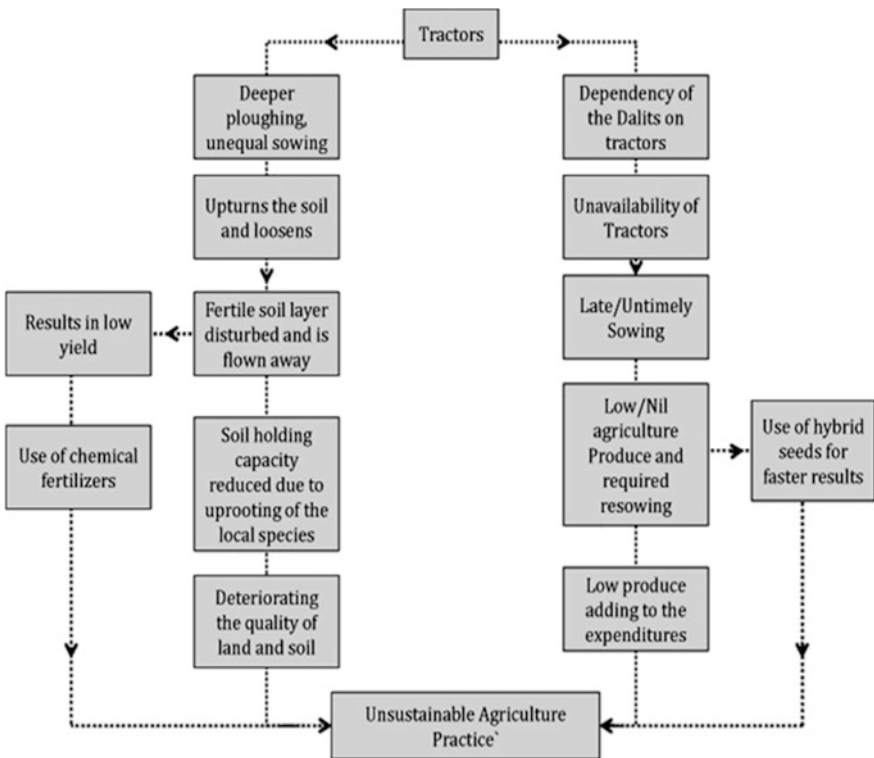 Tractors
Deeper
ploughing,
unequal sowing
Dependency of
the Dalits on
tractors
Upturns the soil
and loosens
Unavailability of
Tractors
Results in low
yield
Fertile soil layer
disturbed and is
flown away
Late/Untimely
Sowing
Use of chemical
fertilizers
Soil holding
capacity
reduced due to
uprooting of the
local species
Low/Nil
agriculture
Produce and
required
resowing
Use of hybrid
seeds for
faster results
Deteriorating
the quality of
land and soil
Low produce
adding to the
expenditures
Unsustainable Agriculture
Practice`